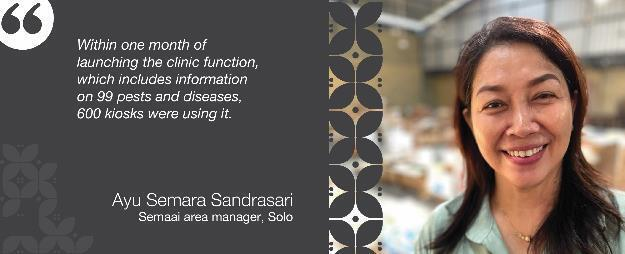 Within one month of
launching the clinic function,
which includes information
on 99 pests and diseases,
600 kiosks were using it.
Ayu Semara Sandrasari
Semaai area manager, Solo